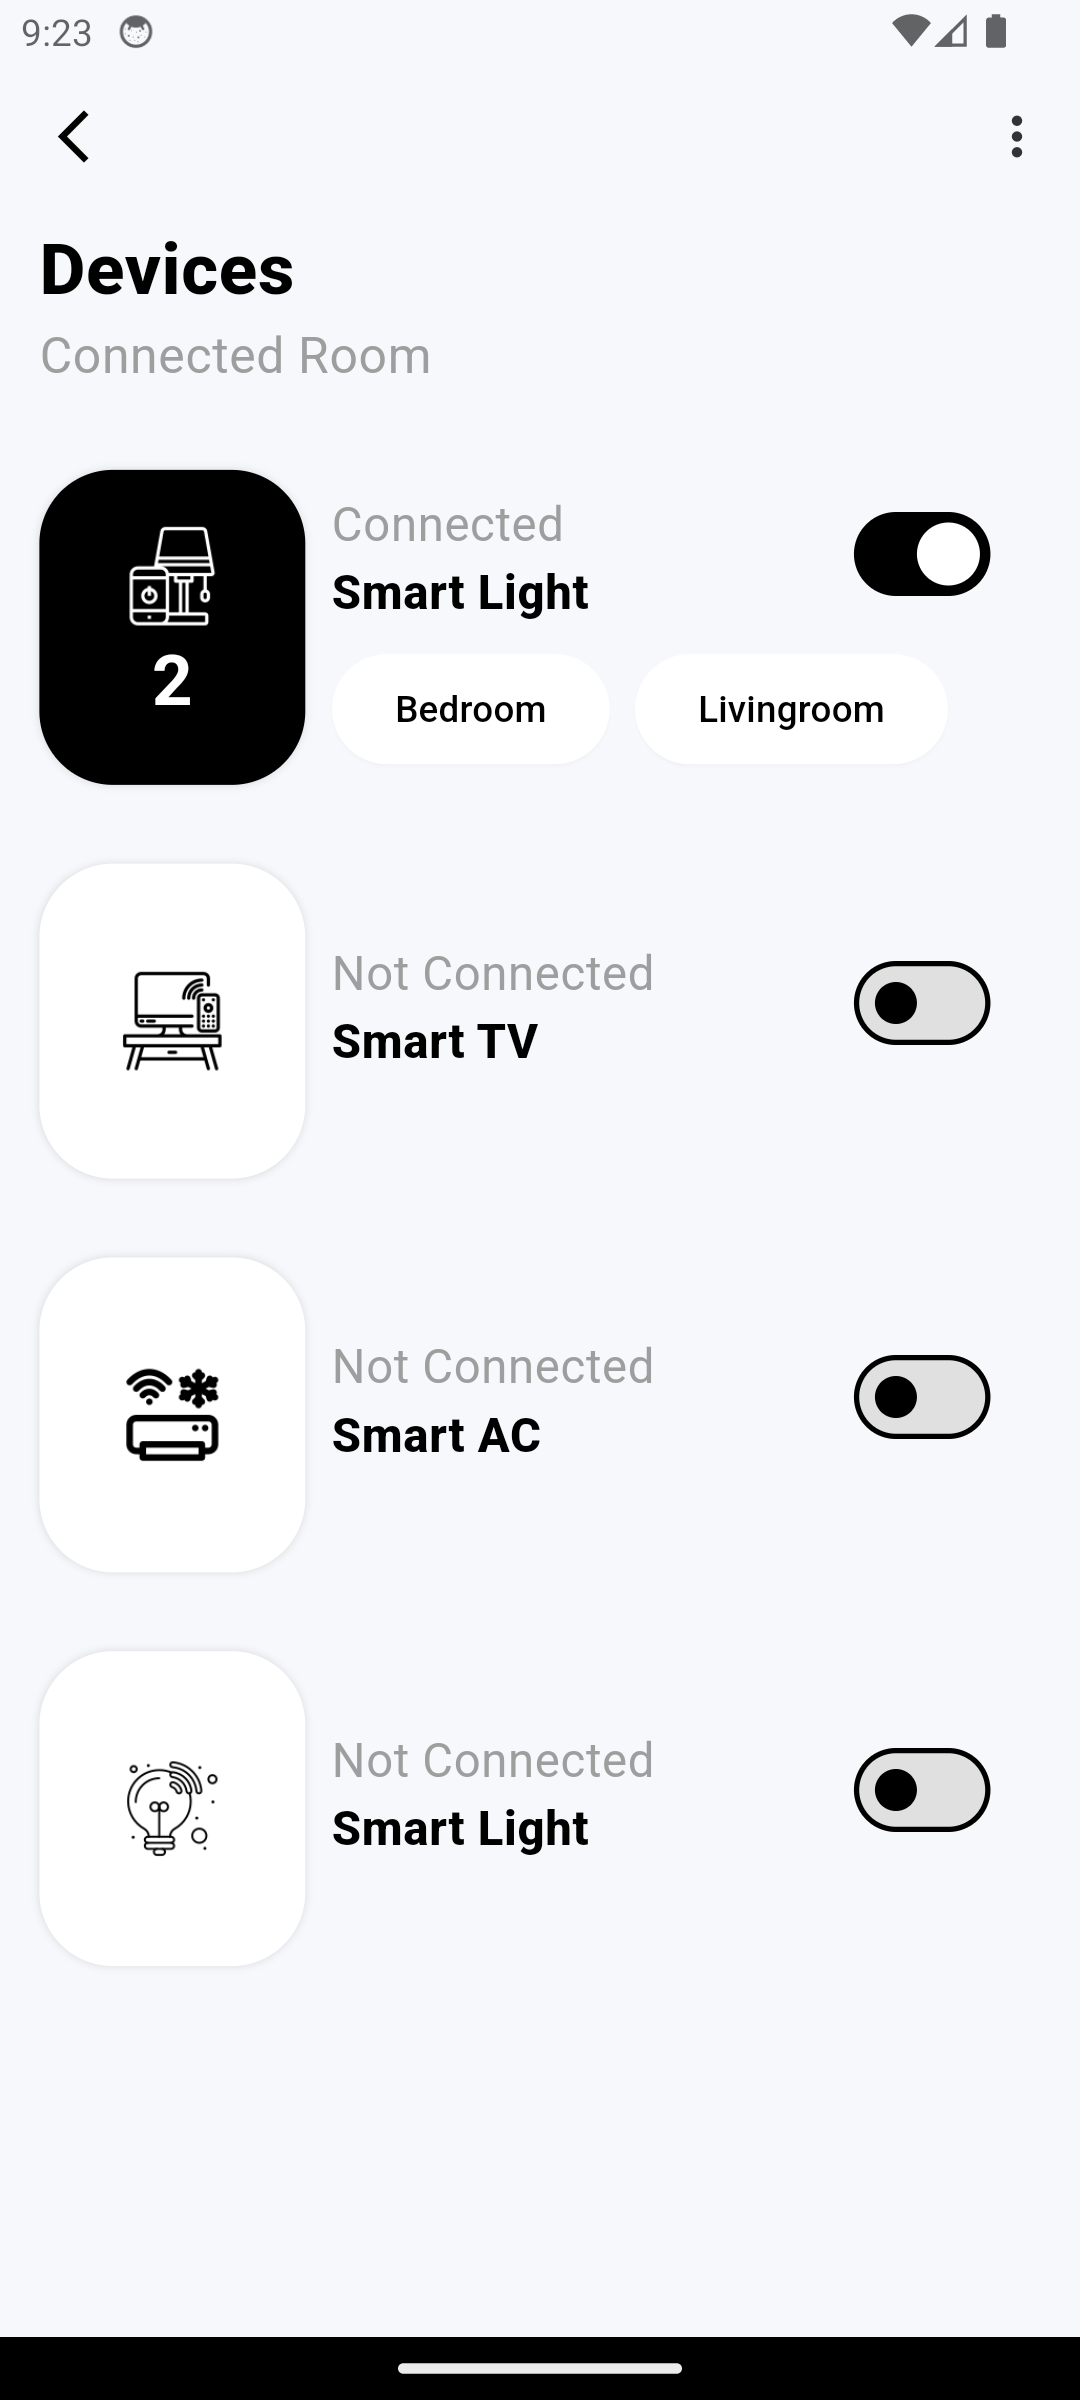 9:23
Devices
Connected Room
Connected
Smart Light
2
Bedroom
Livingroom
Not Connected
Smart TV
Not Connected
Smart AC
Not Connected
Smart Light